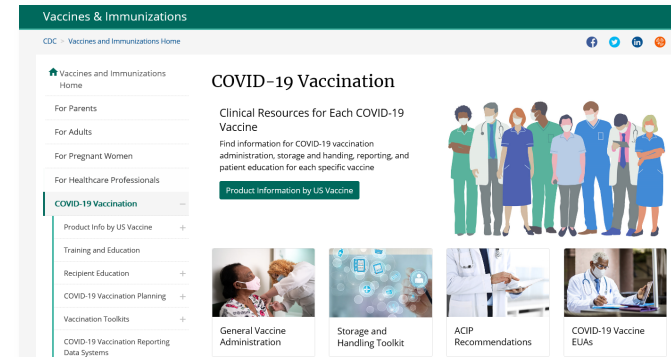 Vaccines & Immunizations
CDC > Vaccines and Immunizations Home
Vaccines and Immunizations
Home
For Parents
For Adults
For Pregnant Women
For Healthcare Professionals
COVID-19 Vaccination
Product Info by US Vaccine
Training and Education
Recipient Education
COVID-19 Vaccination Planning
Vaccination Toolkits
COVID-19 Vaccination Reporting
Data Systems
COVID-19 Vaccination
Clinical Resources for Each COVID-19
Vaccine
Find information for COVID-19 vaccination
administration, storage and handing, reporting, and
patient education for each specific vaccine
Product Information by US Vaccine
General Vaccine
Administration
Storage and
Handling Toolkit
ACIP
Recommendations
COVID-19 Vaccine
EUAs